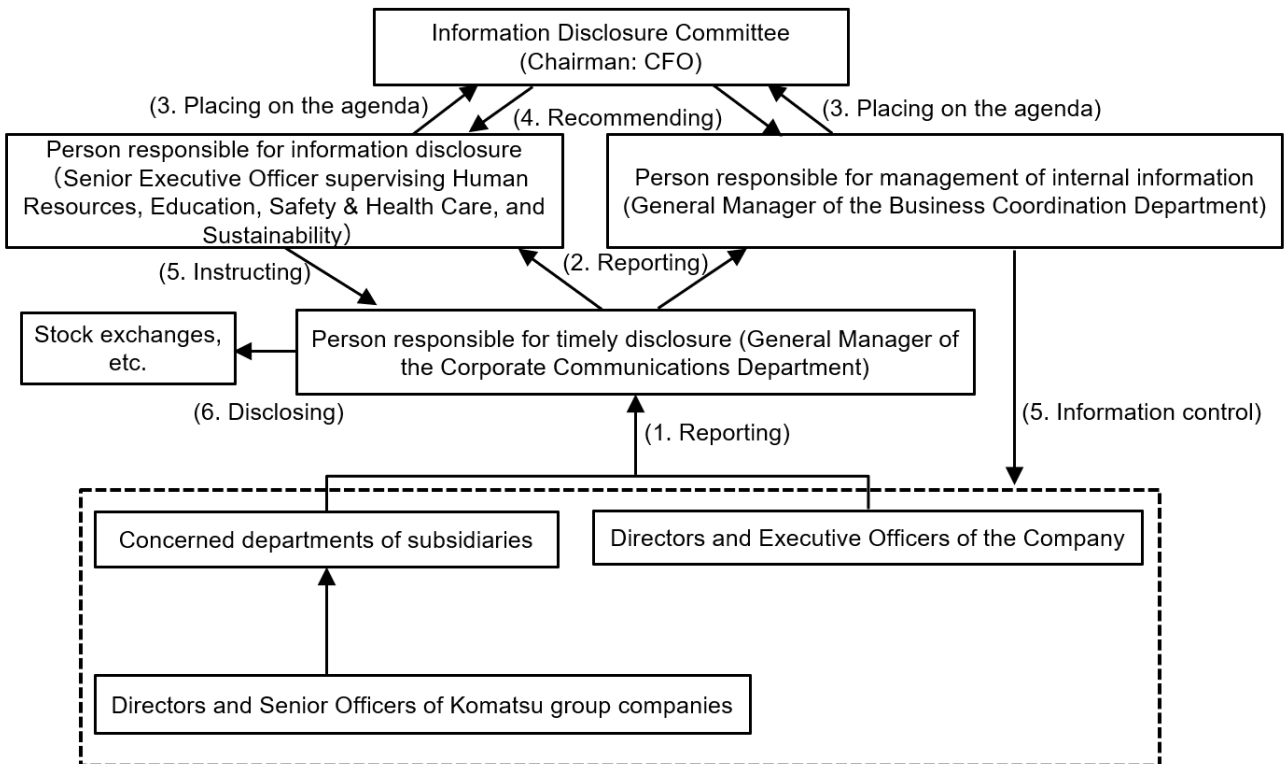 Information Disclosure Committee
(Chairman: CFO)
(3. Placing on the agenda)
(4. Recommending)
(3. Placing on the agenda)
Person responsible for information disclosure
（Senior Executive Officer supervising Human
Resources, Education, Safety & Health Care, and
Sustainability）
Person responsible for management of internal information
(General Manager of the Business Coordination Department)
(5. Instructing)
(2. Reporting)
Stock exchanges,
etc.
Person responsible for timely disclosure (General Manager of
the Corporate Communications Department)
(6. Disclosing)
(1. Reporting)
(5. Information control)
Concerned departments of subsidiaries
Directors and Executive Officers of the Company
Directors and Senior Officers of Komatsu group companies